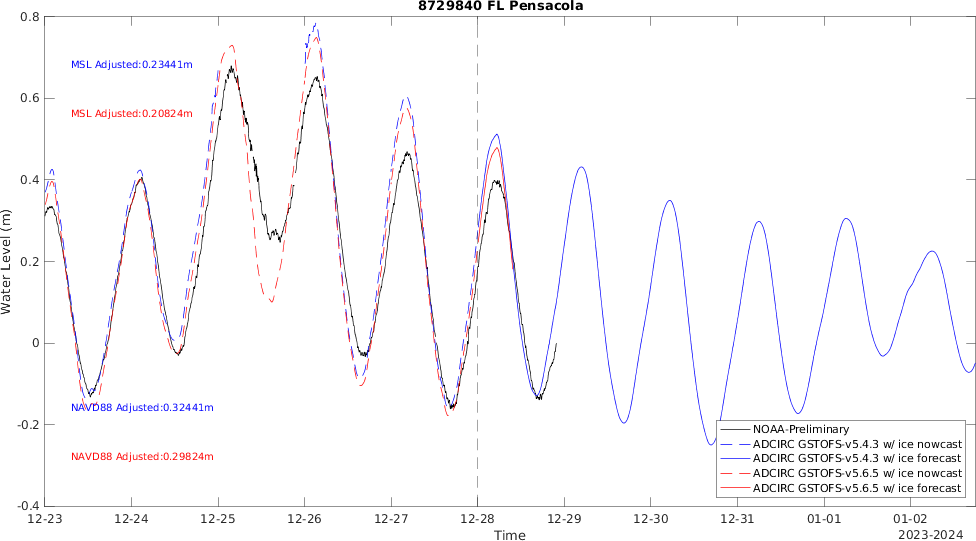 8729840 FL Pensacola
0.8
MSL Adjusted:0.23441m
0.6
MSL Adjusted:0.20824m
0.4
Water Level (m)
0.2
0
NAVD88 Adjusted:0.32441m
-0.2
NAVD88 Adjusted:0.29824m
-0.4
NOAA-Preliminary
ADCIRC GSTOFS-v5.4.3 w/ ice nowcast
ADCIRC GSTOFS-v5.4.3 w/ ice forecast
ADCIRC GSTOFS-v5.6.5 w/ ice nowcast
ADCIRC GSTOFS-v5.6.5 w/ ice forecast
12-23 12-24 12-25 12-26 12-27 12-28 12-29 12-30 12-31 01-01 01-02
Time
2023-2024